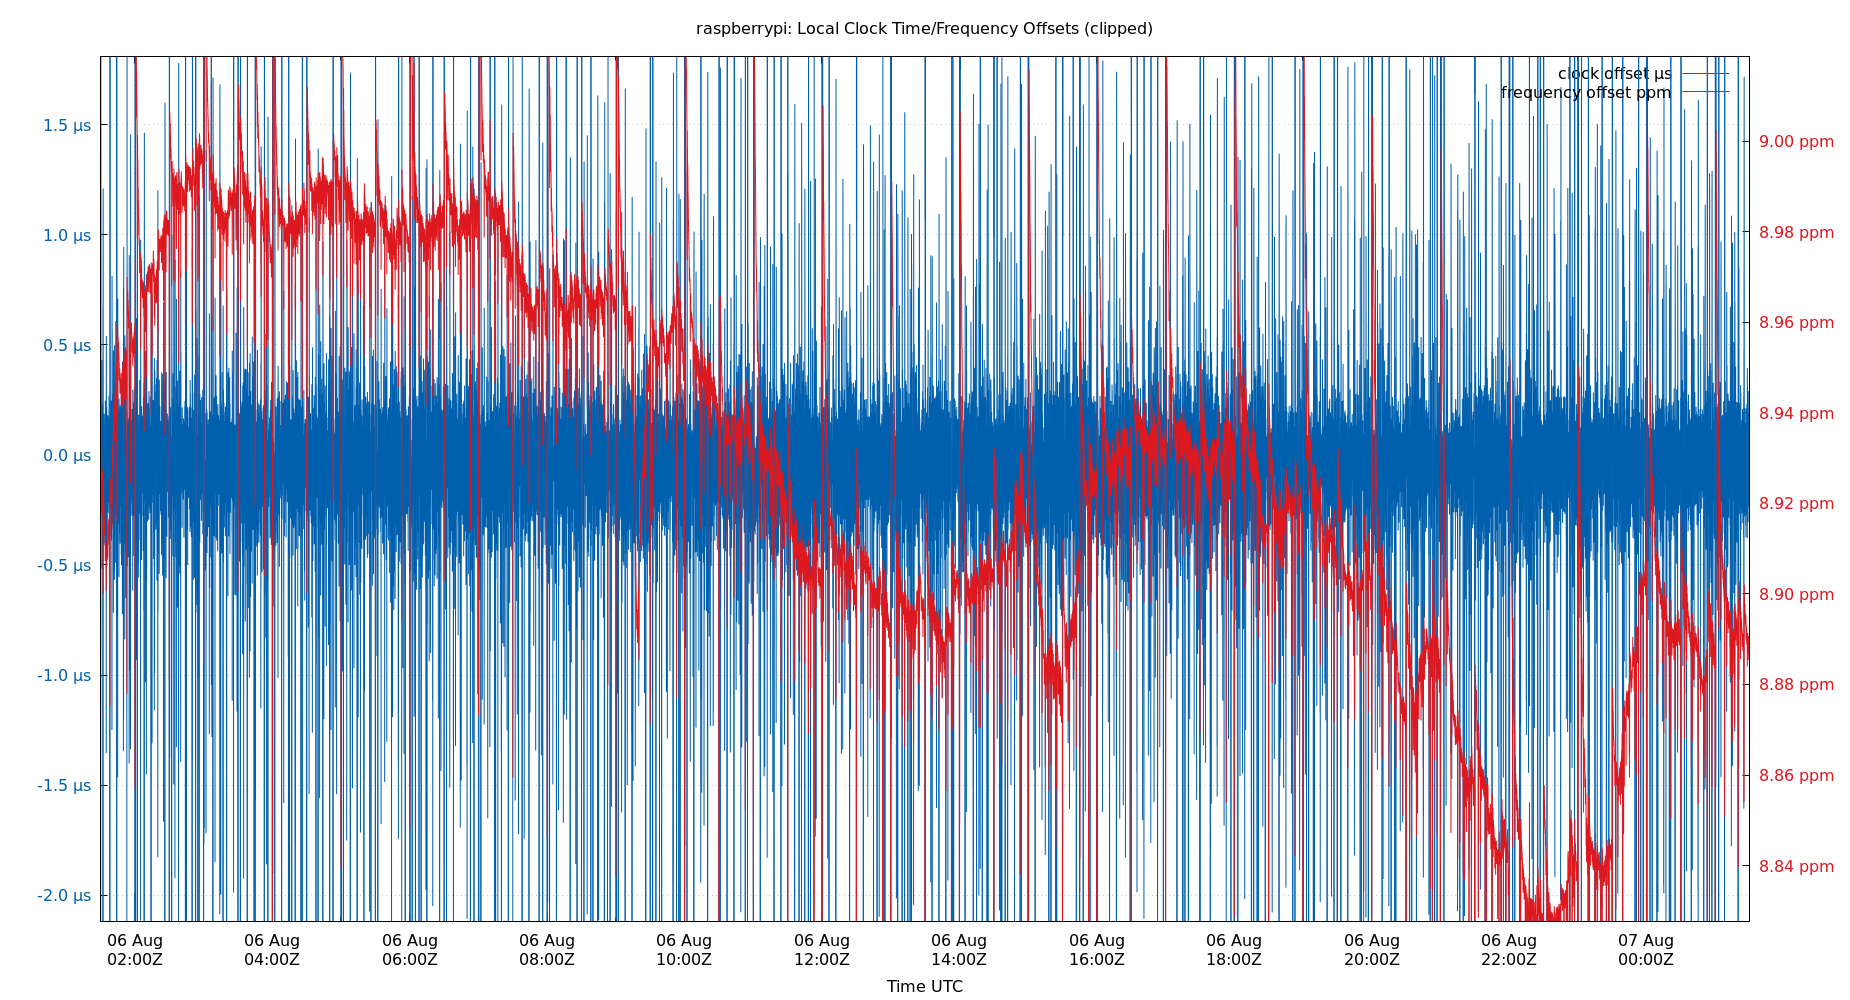 raspberrypi: Local Clock Time/Frequency Offsets (clipped)
clock offset µs
frequency offset ppm
1.5 µs
1.0 µs
0.5 µs
0.0 µs
-0.5 µs
-1.0 µs
-1.5 µs
-2.0 µs
9.00 ppm
8.98 ppm
8.96 ppm
8.94 ppm
8.92 ppm
8.90 ppm
8.88 ppm
8.86 ppm
8.84 ppm
06 Aug 06 Aug 06 Aug 06 Aug 06 Aug 06 Aug 06 Aug 06 Aug 06 Aug 06 Aug 06 Aug 07 Aug
02:00Z 04:00Z 06:00Z 08:00Z 10:00Z 12:00Z 14:00Z 16:00Z 18:00Z 20:00Z 22:00Z 00:00Z
Time UTC